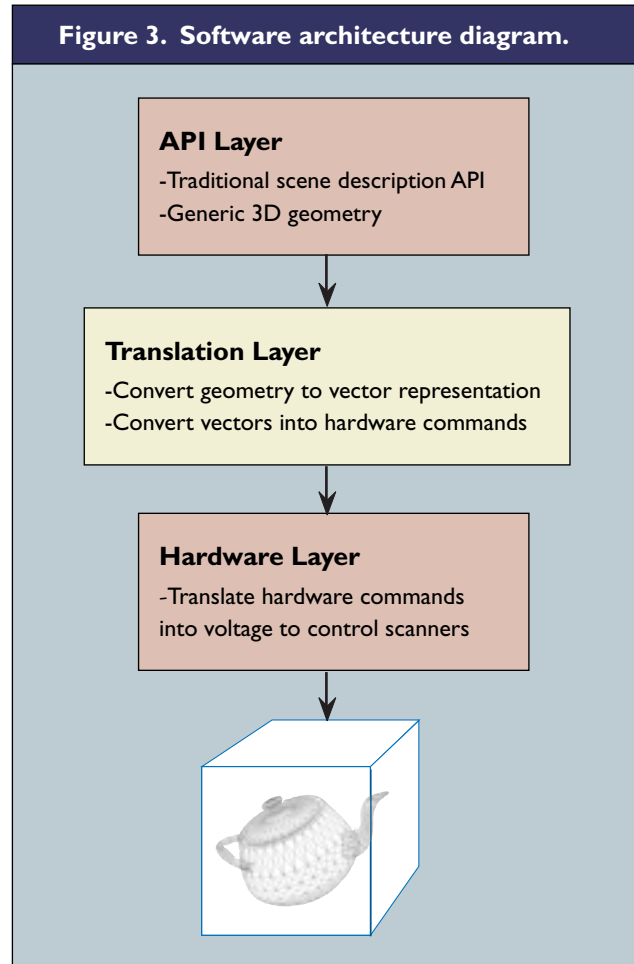 Figure 3. Software architecture diagram.
API Layer
-Traditional scene description API
-Generic 3D geometry
Translation Layer
-Convert geometry to vector representation
-Convert vectors into hardware commands
Hardware Layer
-Translate hardware commands
into voltage to control scanners